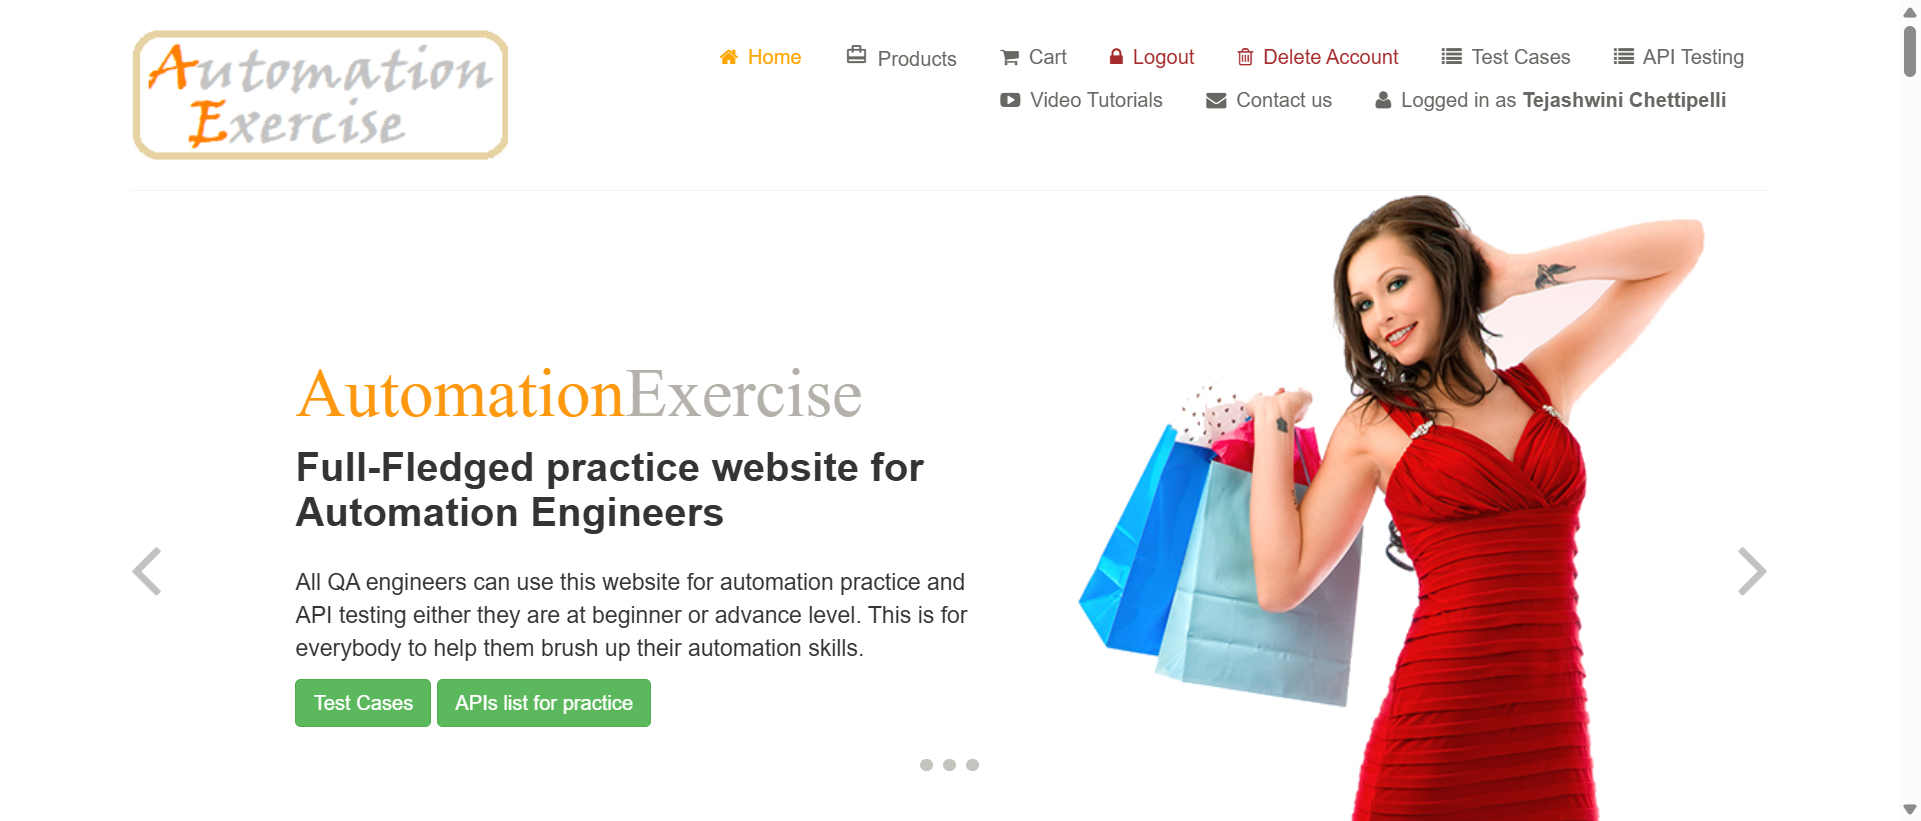 Automation
Exercise
Home Products Cart Logout Delete Account Test Cases API Testing
Video Tutorials Contact us Logged in as Tejashwini Chettipelli
AutomationExercise
Full-Fledged practice website for
Automation Engineers
All QA engineers can use this website for automation practice and
API testing either they are at beginner or advance level. This is for
everybody to help them brush up their automation skills.
Test Cases APIs list for practice